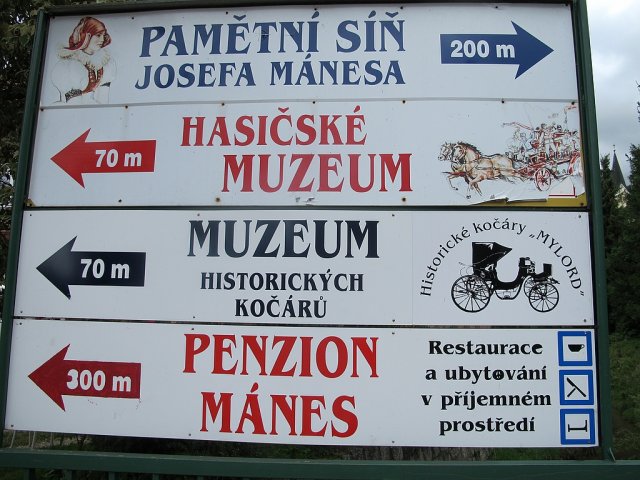 PAMĚTNÍ SÍŇ
JOSEFA MÁNESA
200 m
70 m
HASIČSKÉ
MUZEUM
70 m
MUZEUM
HISTORICKÝCH
KOČÁRŮ
Historické kočáry „MYLORD"
300 m
PENZION
MÁNES
Restaurace
a ubytování
v příjemném
prostředí